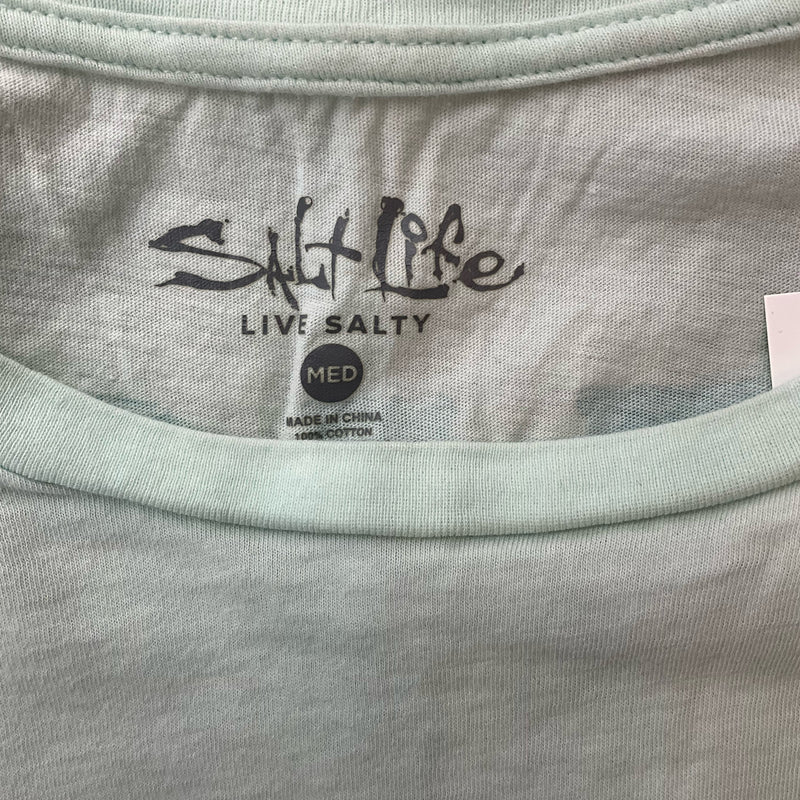 Salt Life
LIVE SALTY
MED
MADE IN CHINA
100% COTTON